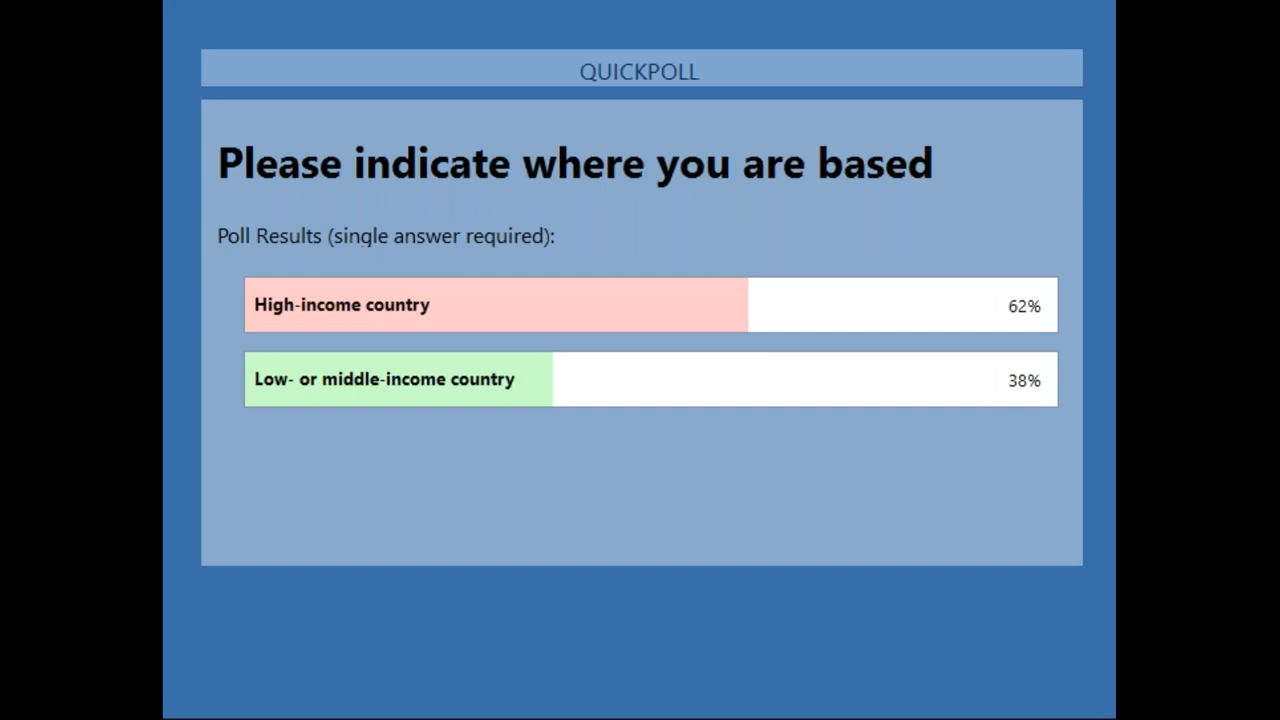 QUICKPOLL
Please indicate where you are based
Poll Results (single answer required):
High-income country 62%
Low- or middle-income country 38%